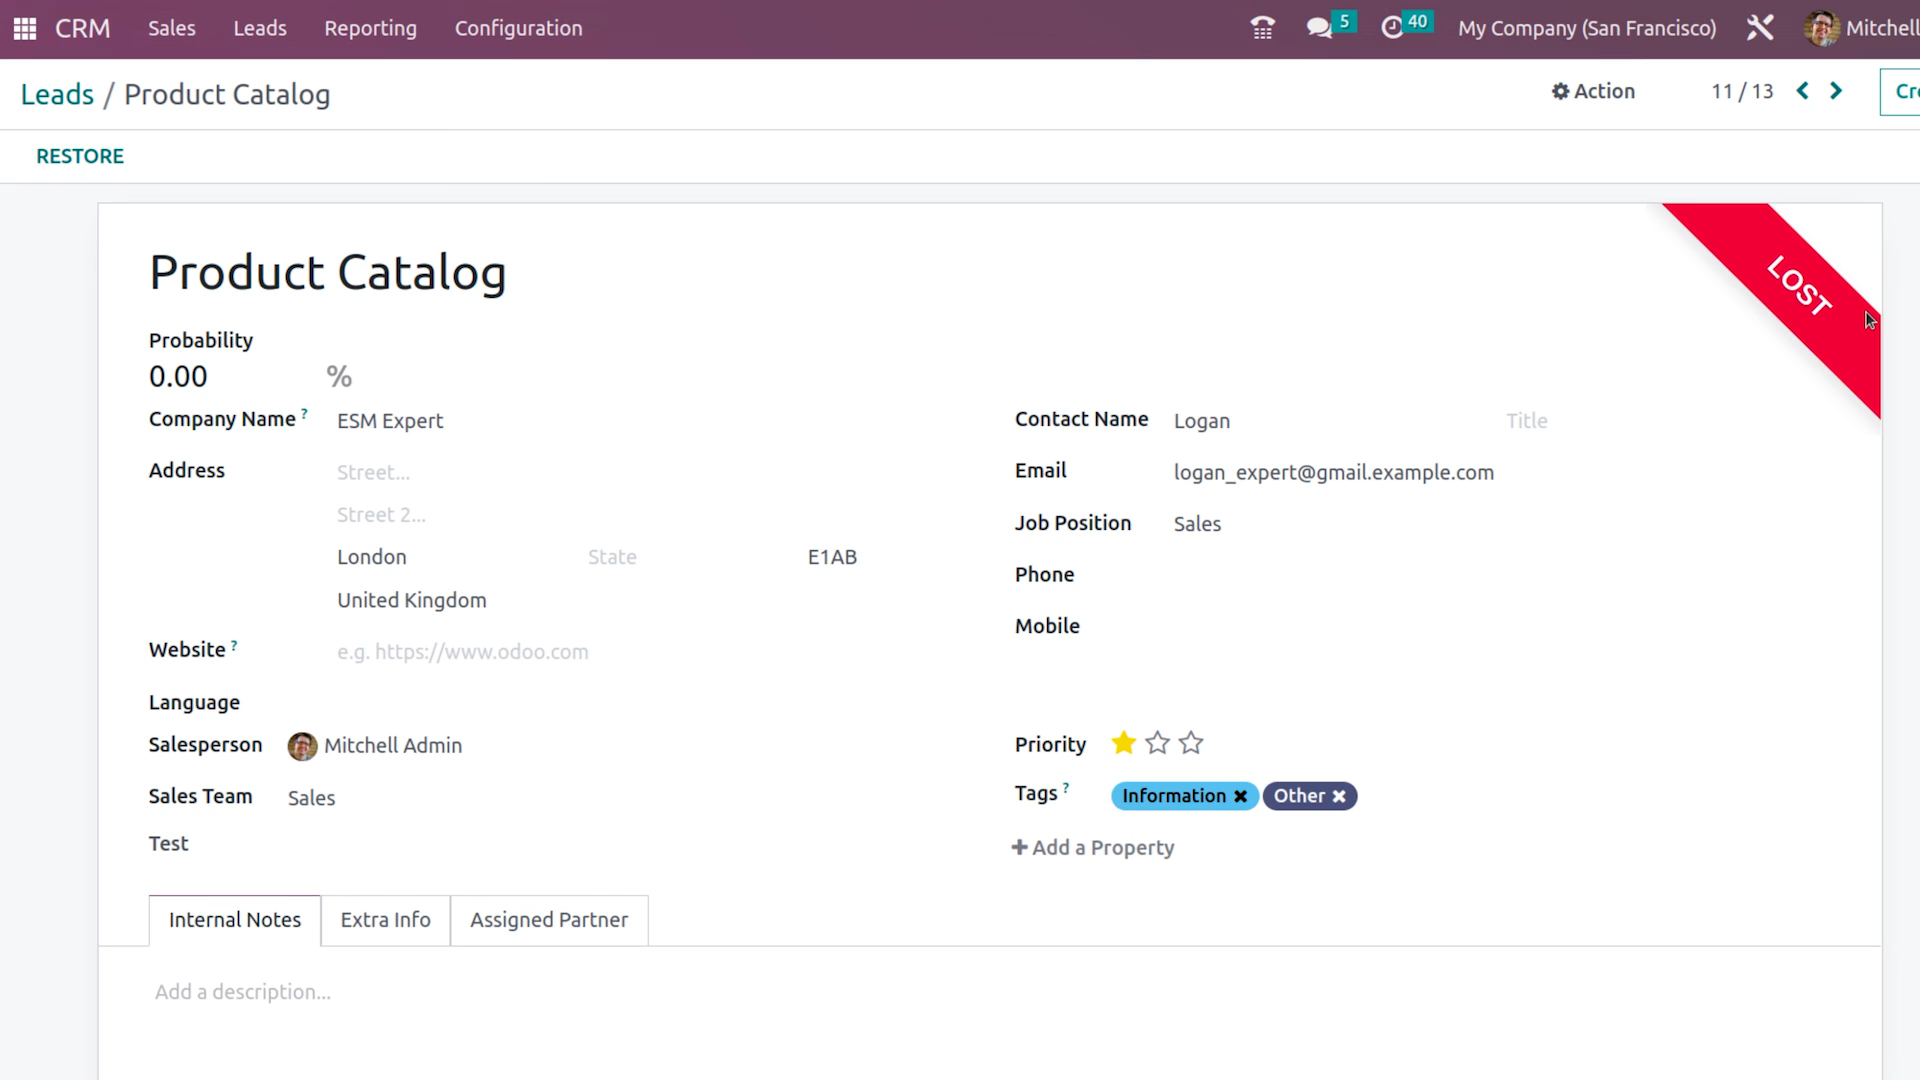 CRM Sales Leads Reporting Configuration 5 40 My Company (San Francisco) Mitchell
Leads / Product Catalog Action 11 / 13
RESTORE
LOST
Product Catalog
Probability
0.00 %
Company Name ? ESM Expert Contact Name Logan Title
Address Street... Email logan_expert@gmail.example.com
Street 2... Job Position Sales
London State E1AB
Phone
United Kingdom
Mobile
Website ? e.g. https://www.odoo.com
Language
Salesperson Mitchell Admin Priority
Sales Team Sales Tags ? Information Other
Test + Add a Property
Internal Notes Extra Info Assigned Partner
Add a description...